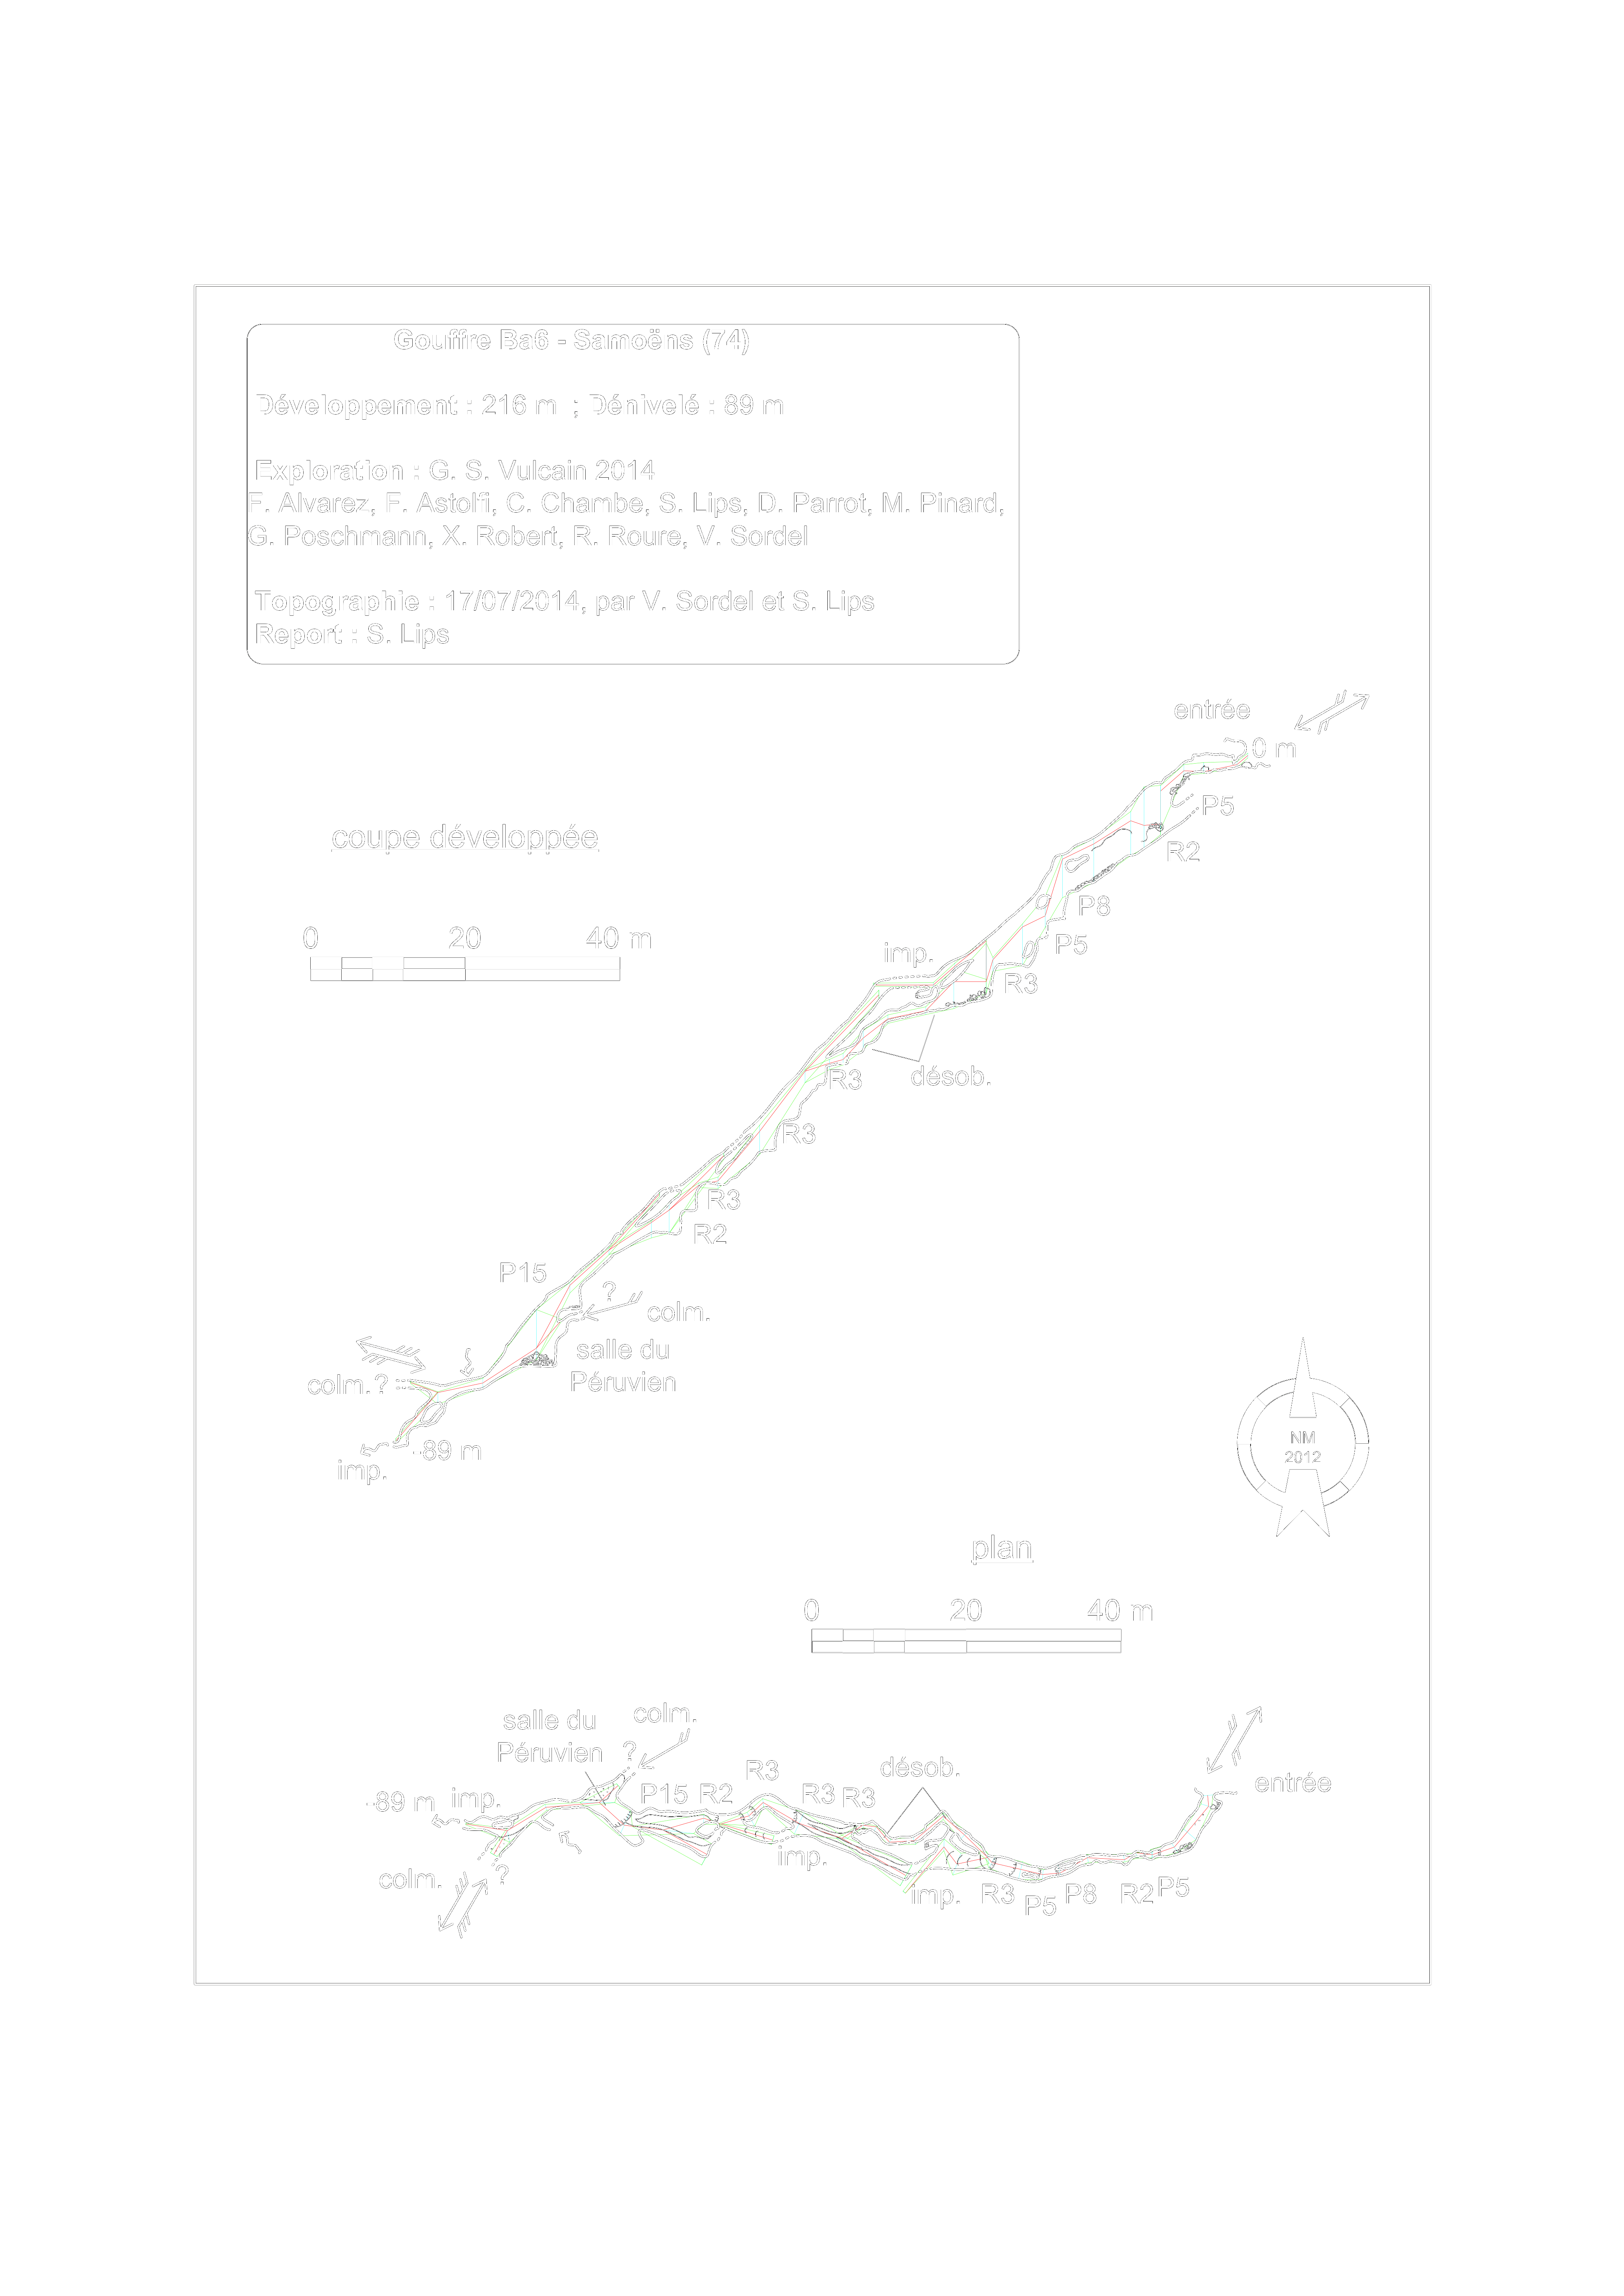 Gouffre Ba6 - Samoëns (74)
Développement : 216 m ; Dénivelé : 89 m
Exploration : G. S. Vulcain 2014
F. Alvarez, F. Astolfi, C. Chambe, S. Lips, D. Parrot, M. Pinard,
G. Poschmann, X. Robert, R. Roure, V. Sordel
Topographie : 17/07/2014, par V. Sordel et S. Lips
Report : S. Lips
entrée
0 m
P5
coupe développée
R2
P8
0 20 40 m
P5
imp.
R3
désob.
R3
R3
R3
R2
P15
?
colm.
salle du
Péruvien
colm.?
-89 m
imp.
NM
2012
plan
0 20 40 m
salle du
Péruvien
colm.
?
R3
désob.
entrée
-89 m
imp.
P15
R2
R3
R3
imp.
colm.
?
imp.
R3
P5
P8
R2
P5